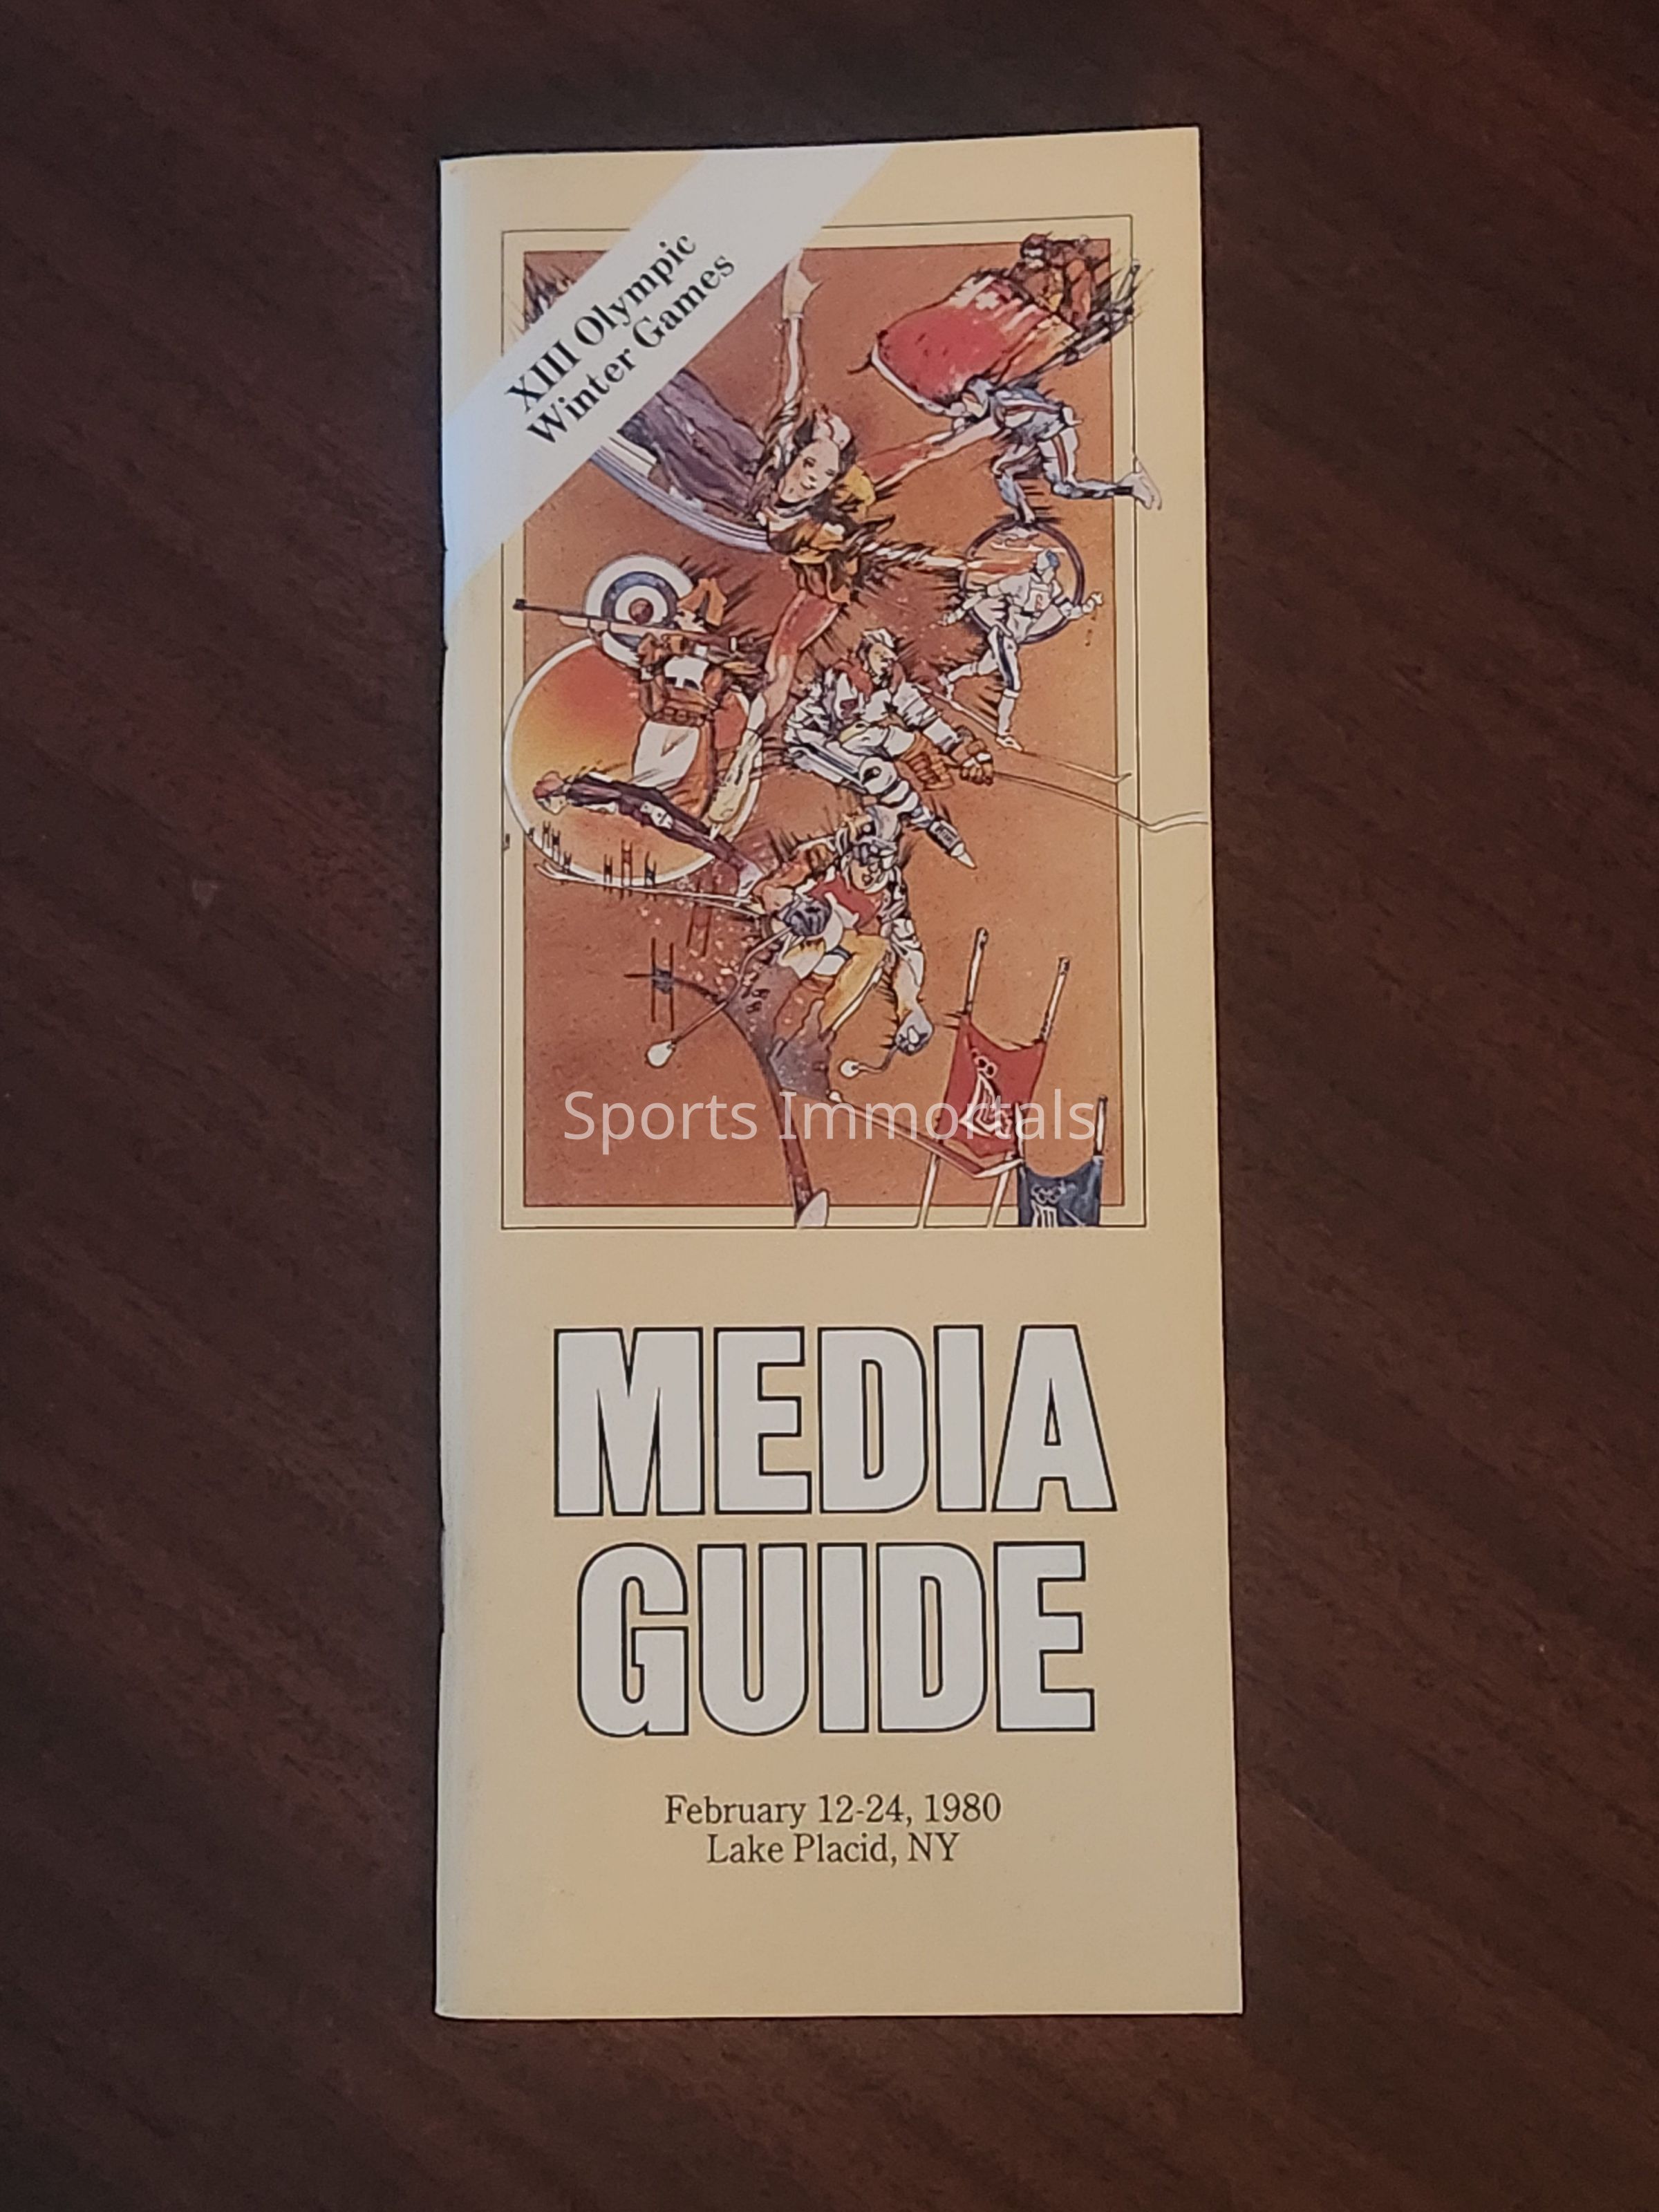 XIII Olympic
Winter Games
Sports Immortals
MEDIA
GUIDE
February 12-24, 1980
Lake Placid, NY